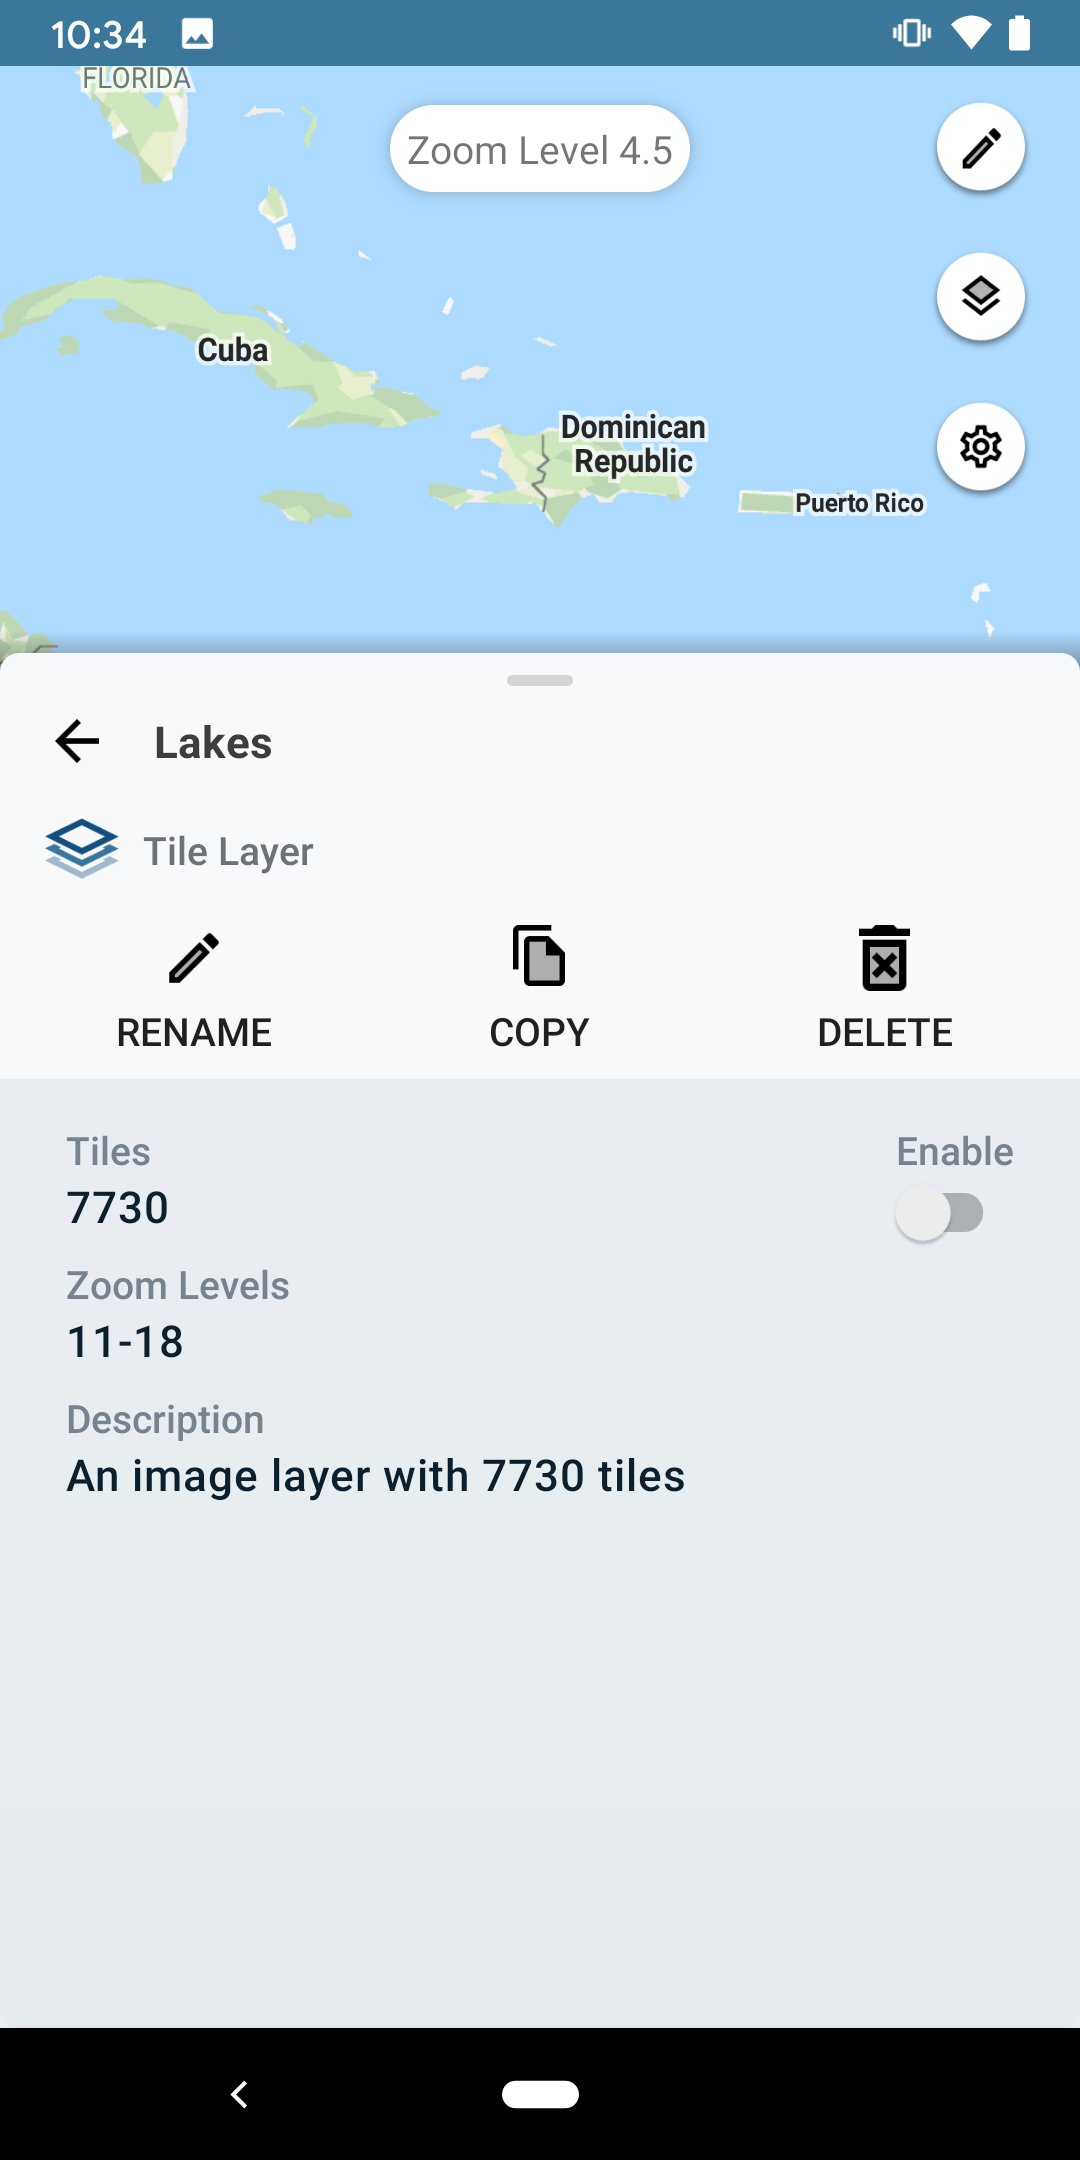 10:34
FLORIDA
Zoom Level 4.5
Cuba
Dominican
Republic
Puerto Rico
Lakes
Tile Layer
RENAME
COPY
DELETE
Tiles
Enable
7730
Zoom Levels
11-18
Description
An image layer with 7730 tiles